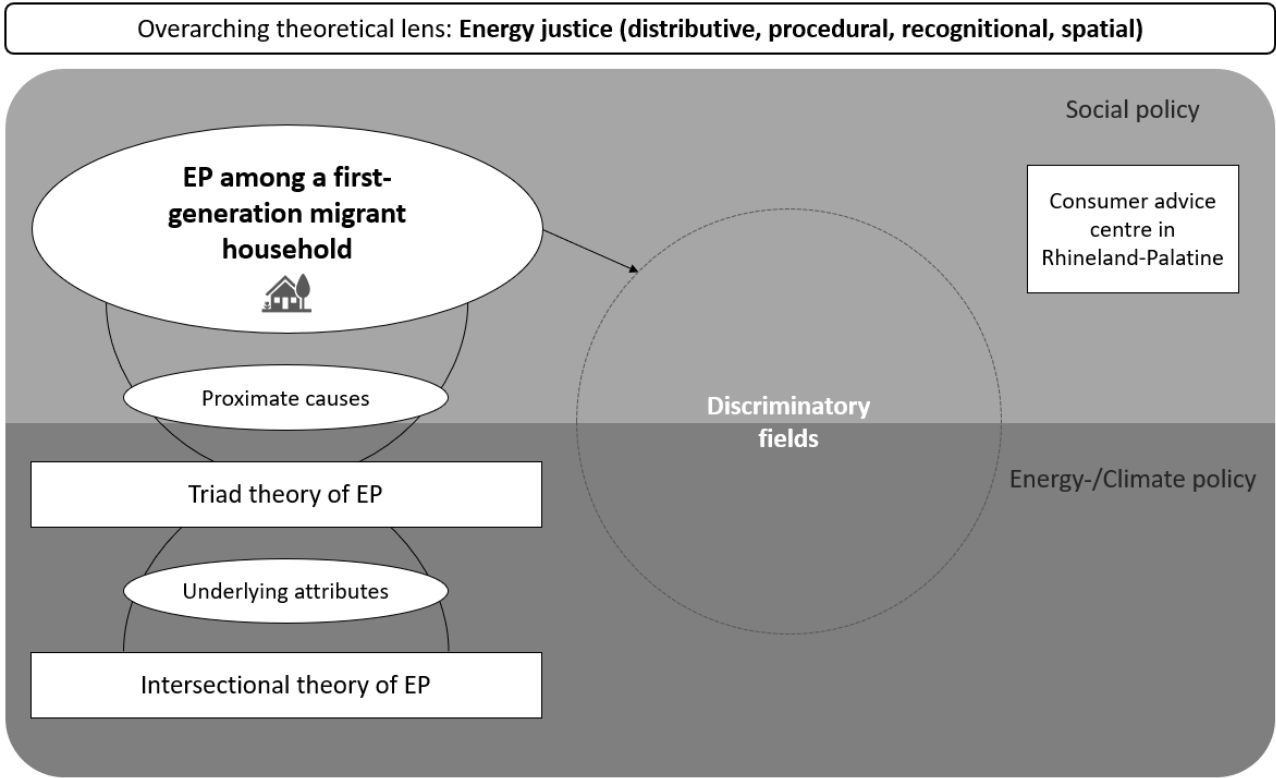 Overarching theoretical lens: Energy justice (distributive, procedural, recognitional, spatial)
Social policy
EP among a first-
generation migrant
household
Consumer advice
centre in
Rhineland-Palatine
Proximate causes
Discriminatory
fields
Triad theory of EP
Energy-/Climate policy
Underlying attributes
Intersectional theory of EP